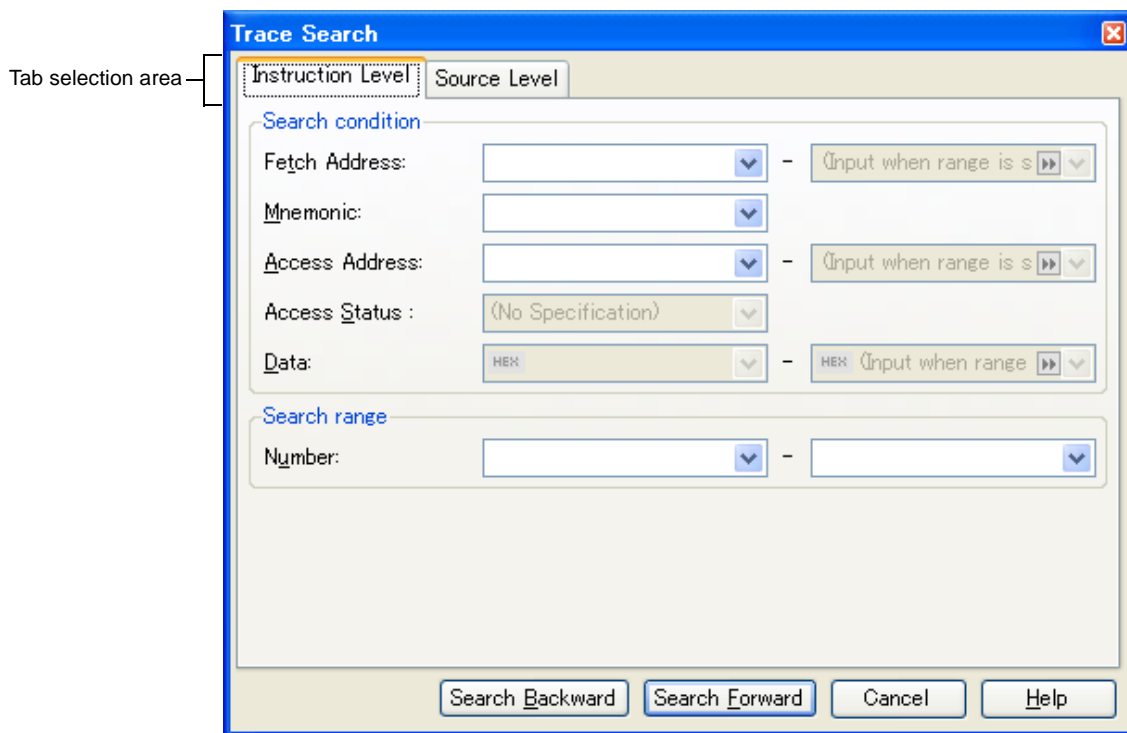 Trace Search
Tab selection area
Instruction Level Source Level
Search condition
Fetch Address: - (Input when range is s
Mnemonic:
Access Address: - (Input when range is s
Access Status : (No Specification)
Data: HEX - HEX (Input when range
Search range
Number: -
Search Backward Search Forward Cancel Help